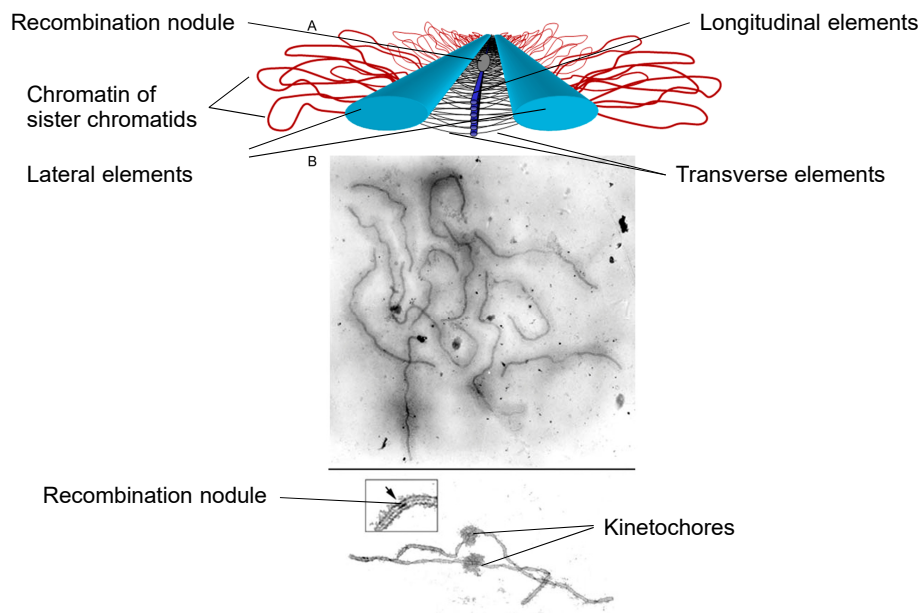 Recombination nodule
A
Longitudinal elements
Chromatin of
sister chromatids
Lateral elements
B
Transverse elements
Recombination nodule
Kinetochores